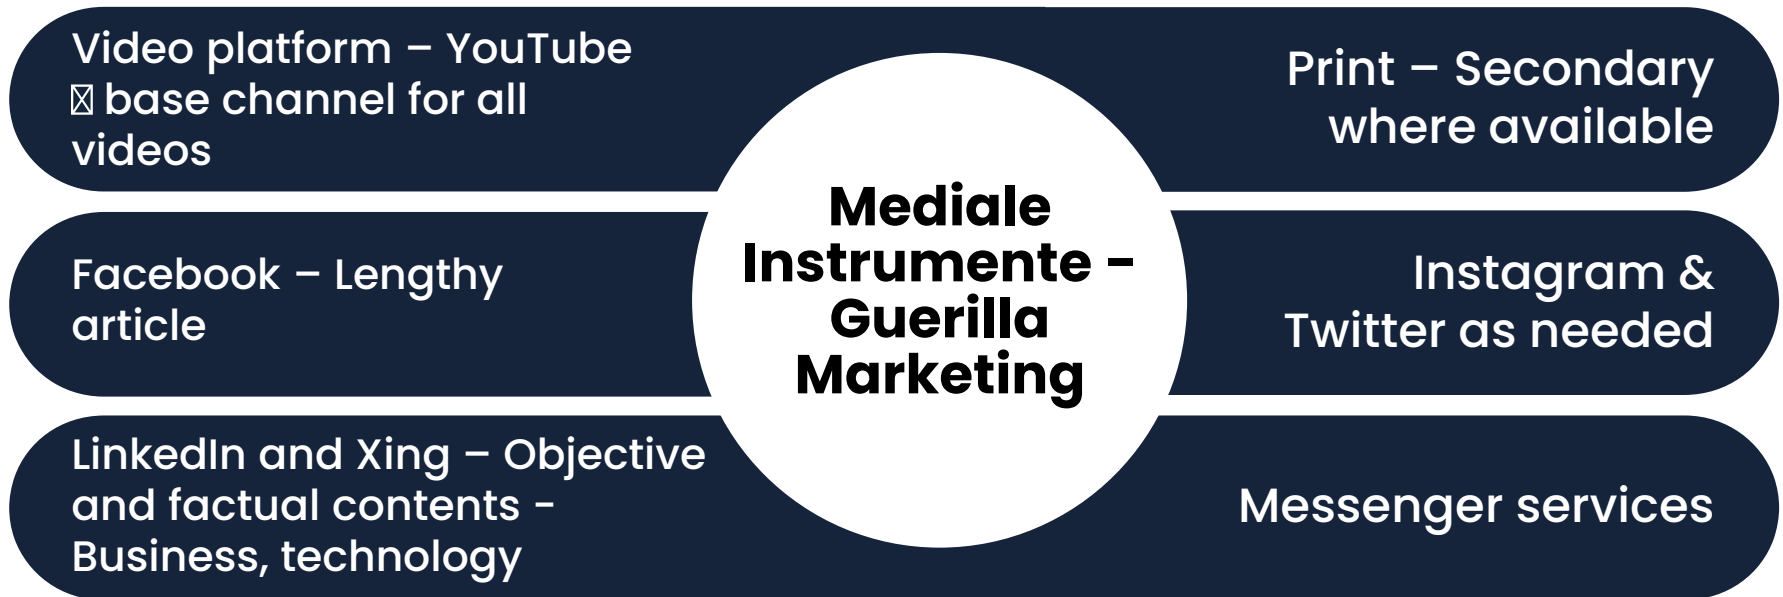 Video platform – YouTube
base channel for all
videos
Facebook – Lengthy
article
LinkedIn and Xing – Objective
and factual contents -
Business, technology
Mediale
Instrumente -
Guerilla
Marketing
Print – Secondary
where available
Instagram &
Twitter as needed
Messenger services